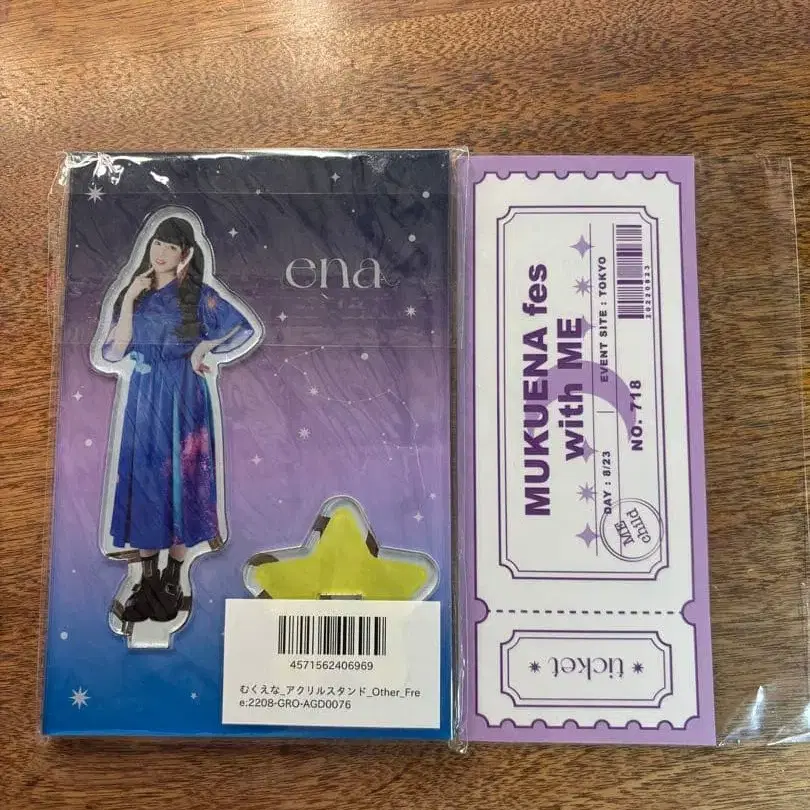 ena
4571562406969
むくえな_アクリルスタンド_Other_Fre
e:2208-GRO-AGD0076
MUKUENA fes
with ME
DAY : 8/23 | EVENT SITE : TOKYO
NO. 718
20220823
ME
child
ticket